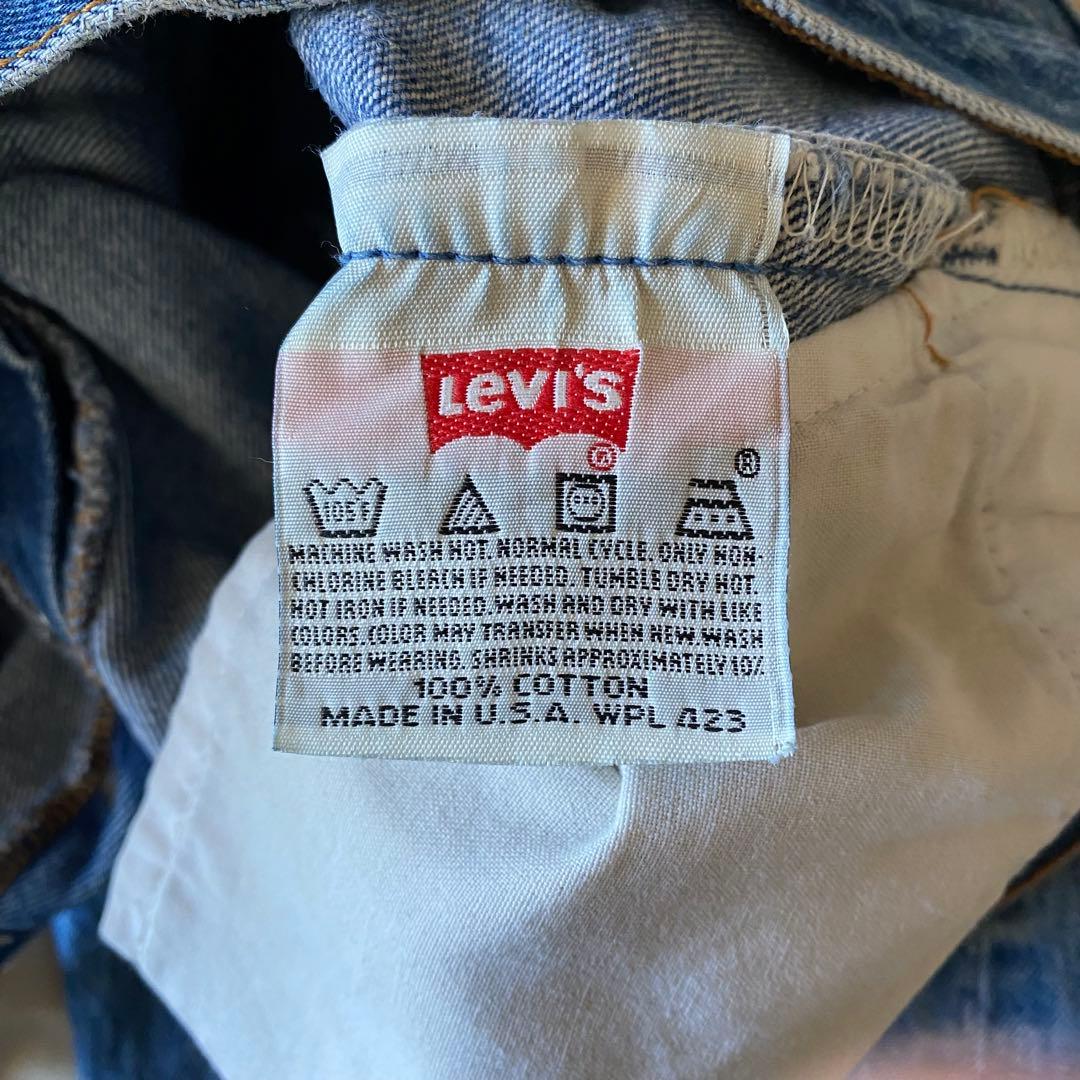 LEVI'S
®
®
105F
MACHINE WASH HOT. NORMAL CYCLE. ONLY NON-
CHLORINE BLEACH IF NEEDED. TUMBLE DRY HOT.
HOT IRON IF NEEDED. WASH AND DRY WITH LIKE
COLORS. COLOR MAY TRANSFER WHEN NEW. WASH
BEFORE WEARING. SHRINKS APPROXIMATELY 10%
100% COTTON
MADE IN U.S.A. WPL 423